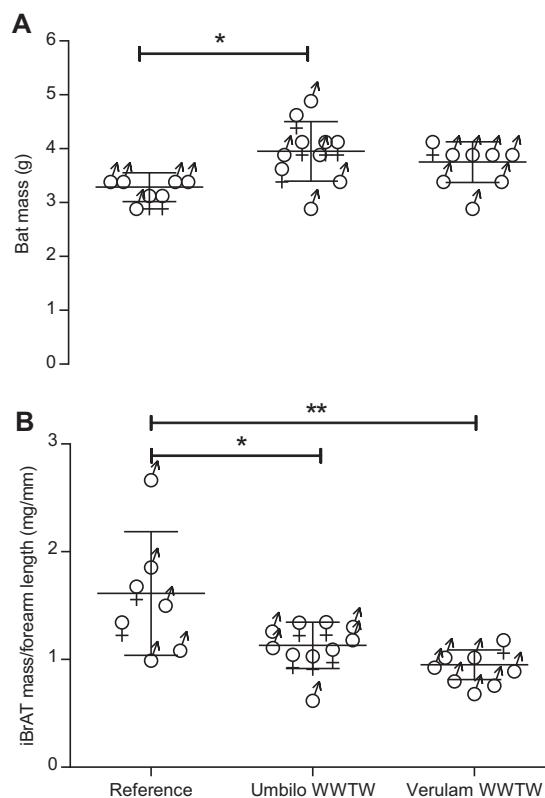 A
*
6
5
4
3
2
1
0
Bat mass (g)
B
**
*
3
2
1
0
iBrAT mass/forearm length (mg/mm)
Reference Umbilo WWTW Verulam WWTW